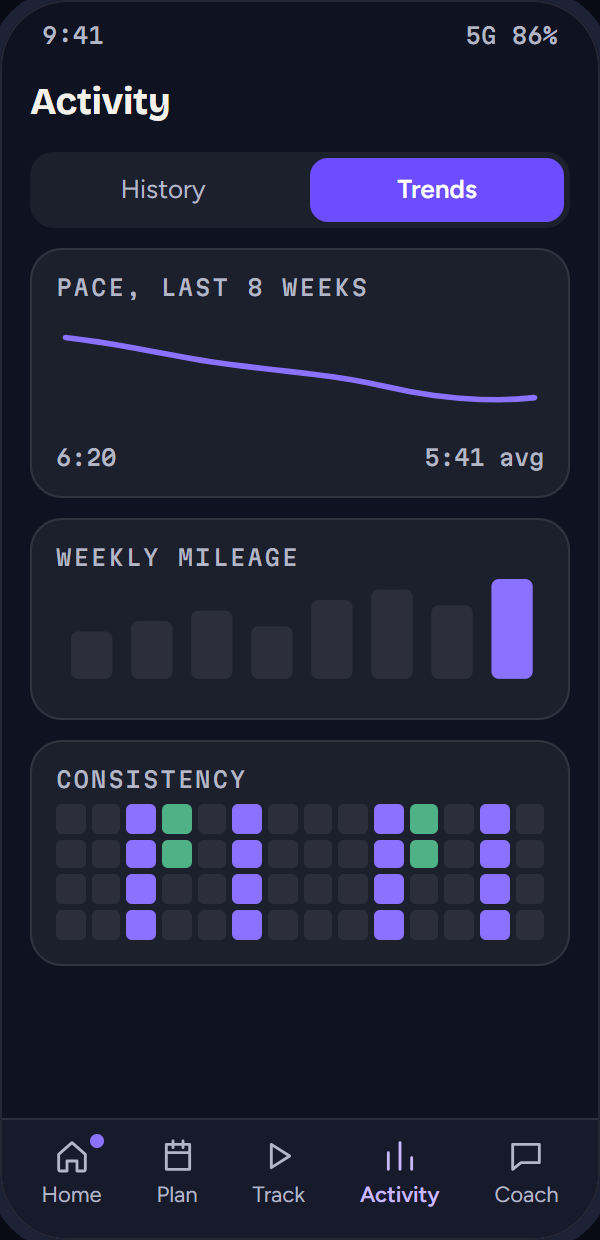 9:41 5G 86%
Activity
History Trends
PACE, LAST 8 WEEKS
6:20 5:41 avg
WEEKLY MILEAGE
CONSISTENCY
Home Plan Track Activity Coach